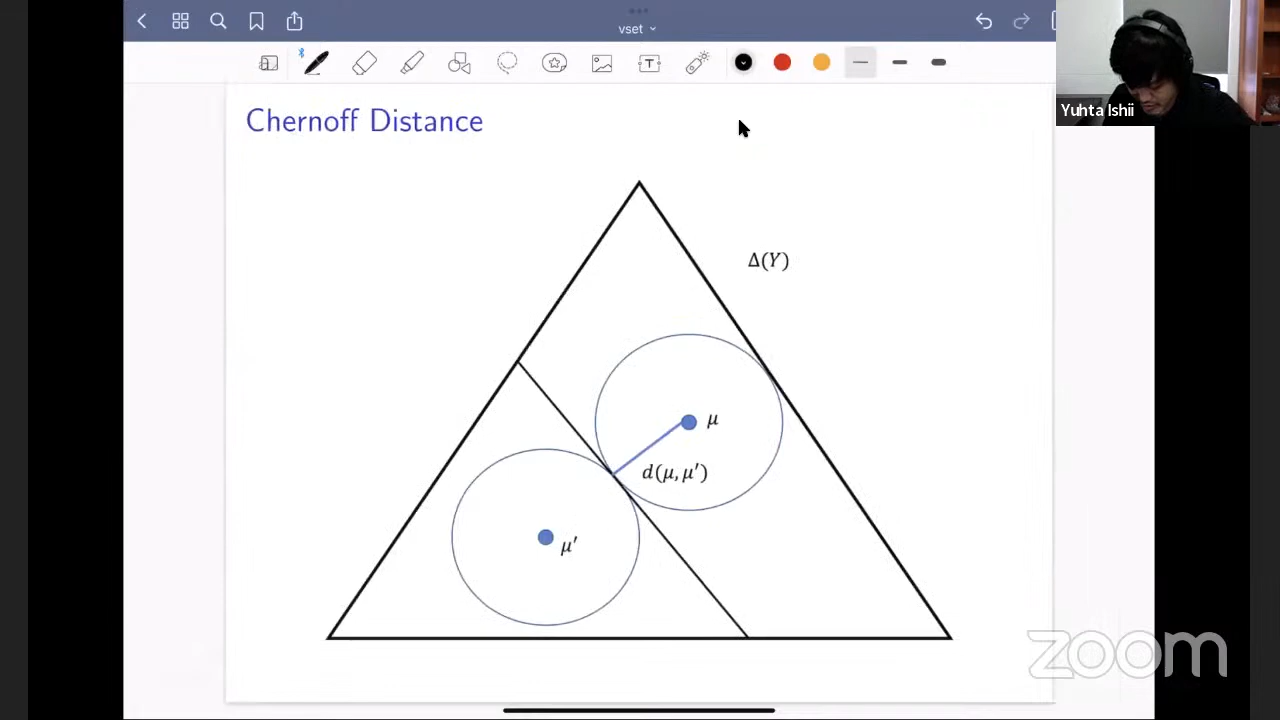 vset
T
Yuhta Ishii
Chernoff Distance
Δ(Y)
μ
d(μ, μ′)
μ′
zoom